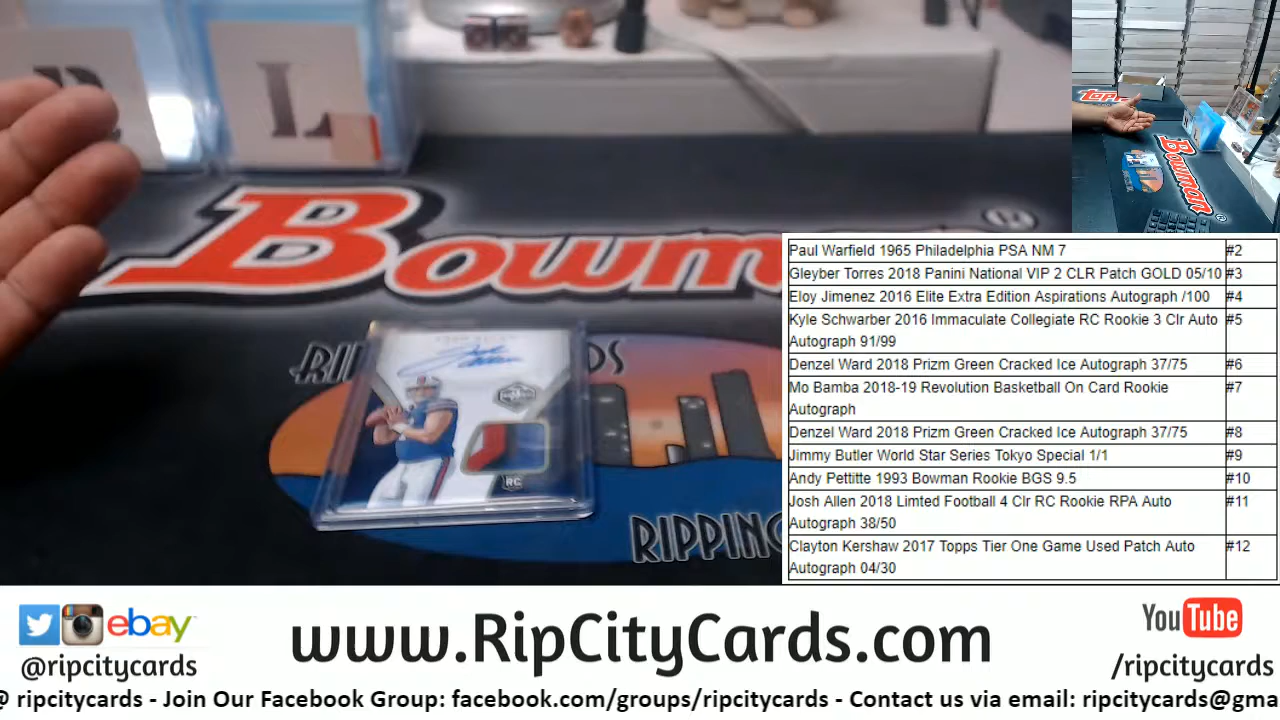 L
BOWMAN
®
RIPPING
RC
topps
BOWMAN
®
Paul Warfield 1965 Philadelphia PSA NM 7 #2
Gleyber Torres 2018 Panini National VIP 2 CLR Patch GOLD 05/10 #3
Eloy Jimenez 2016 Elite Extra Edition Aspirations Autograph /100 #4
Kyle Schwarber 2016 Immaculate Collegiate RC Rookie 3 Clr Auto #5
Autograph 91/99
Denzel Ward 2018 Prizm Green Cracked Ice Autograph 37/75 #6
Mo Bamba 2018-19 Revolution Basketball On Card Rookie #7
Autograph
Denzel Ward 2018 Prizm Green Cracked Ice Autograph 37/75 #8
Jimmy Butler World Star Series Tokyo Special 1/1 #9
Andy Pettitte 1993 Bowman Rookie BGS 9.5 #10
Josh Allen 2018 Limted Football 4 Clr RC Rookie RPA Auto #11
Autograph 38/50
Clayton Kershaw 2017 Topps Tier One Game Used Patch Auto #12
Autograph 04/30
ebay
@ripcitycards
www.RipCityCards.com
YouTube
/ripcitycards
@ ripcitycards - Join Our Facebook Group: facebook.com/groups/ripcitycards - Contact us via email: ripcitycards@gma